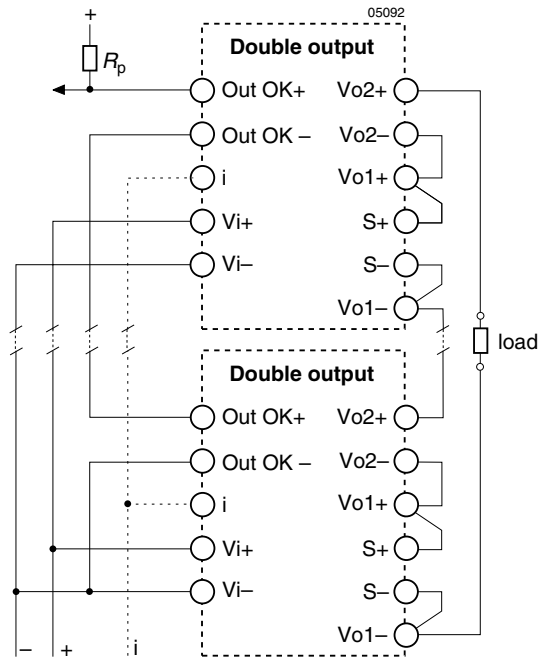 05092
+
Double output
Rp
Out OK+ Vo2+
Out OK – Vo2–
i Vo1+
Vi+ S+
Vi– S–
Vo1–
load
Double output
Out OK+ Vo2+
Out OK – Vo2–
i Vo1+
Vi+ S+
Vi– S–
Vo1–
– + i